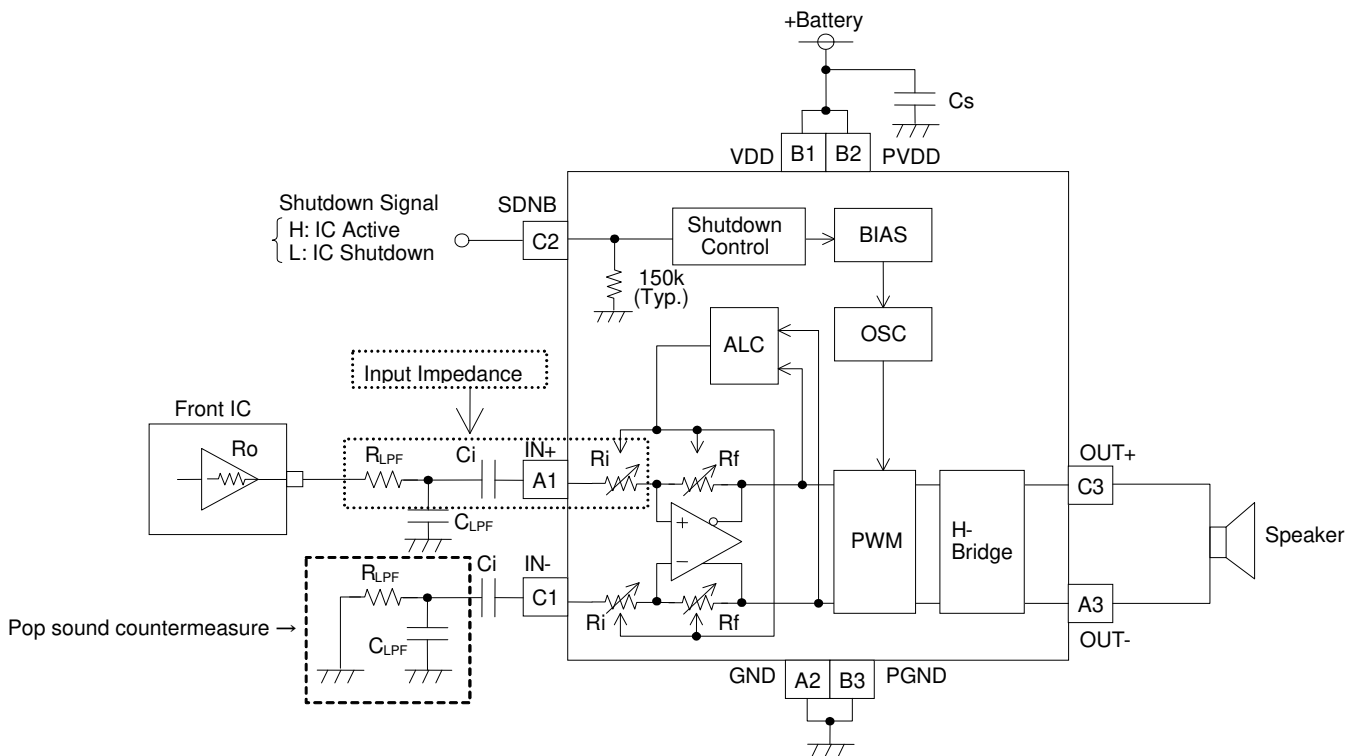 +Battery
Cs
VDD B1 B2 PVDD
Shutdown Signal
H: IC Active
L: IC Shutdown
SDNB
C2
150k
(Typ.)
Shutdown
Control
BIAS
ALC
OSC
Input Impedance
Front IC
Ro
RLPF
Ci
IN+
A1
Ri
Rf
CLPF
+
−
PWM
H-
Bridge
OUT+
C3
Speaker
A3
OUT-
RLPF
Ci
IN-
C1
Ri
Rf
CLPF
Pop sound countermeasure →
GND A2 B3 PGND